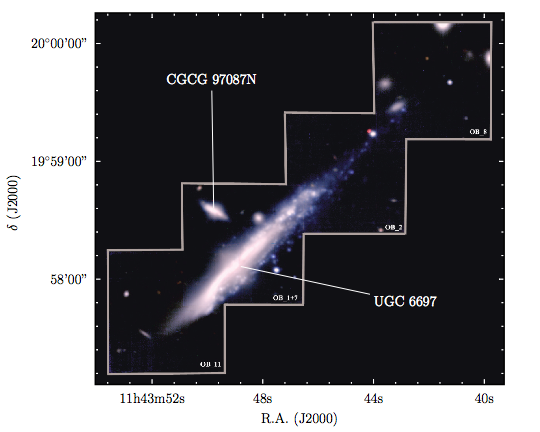 20°00'00"
CGCG 97087N
OB_8
19°59'00"
δ (J2000)
OB_2
58'00"
OB_1+7
UGC 6697
OB_11
11h43m52s 48s 44s 40s
R.A. (J2000)